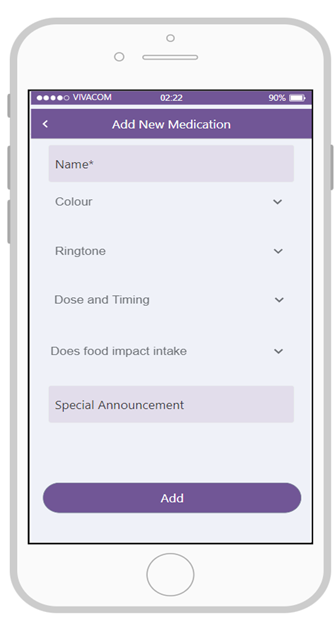 VIVACOM 02:22 90%
Add New Medication
Name*
Colour
Ringtone
Dose and Timing
Does food impact intake
Special Announcement
Add